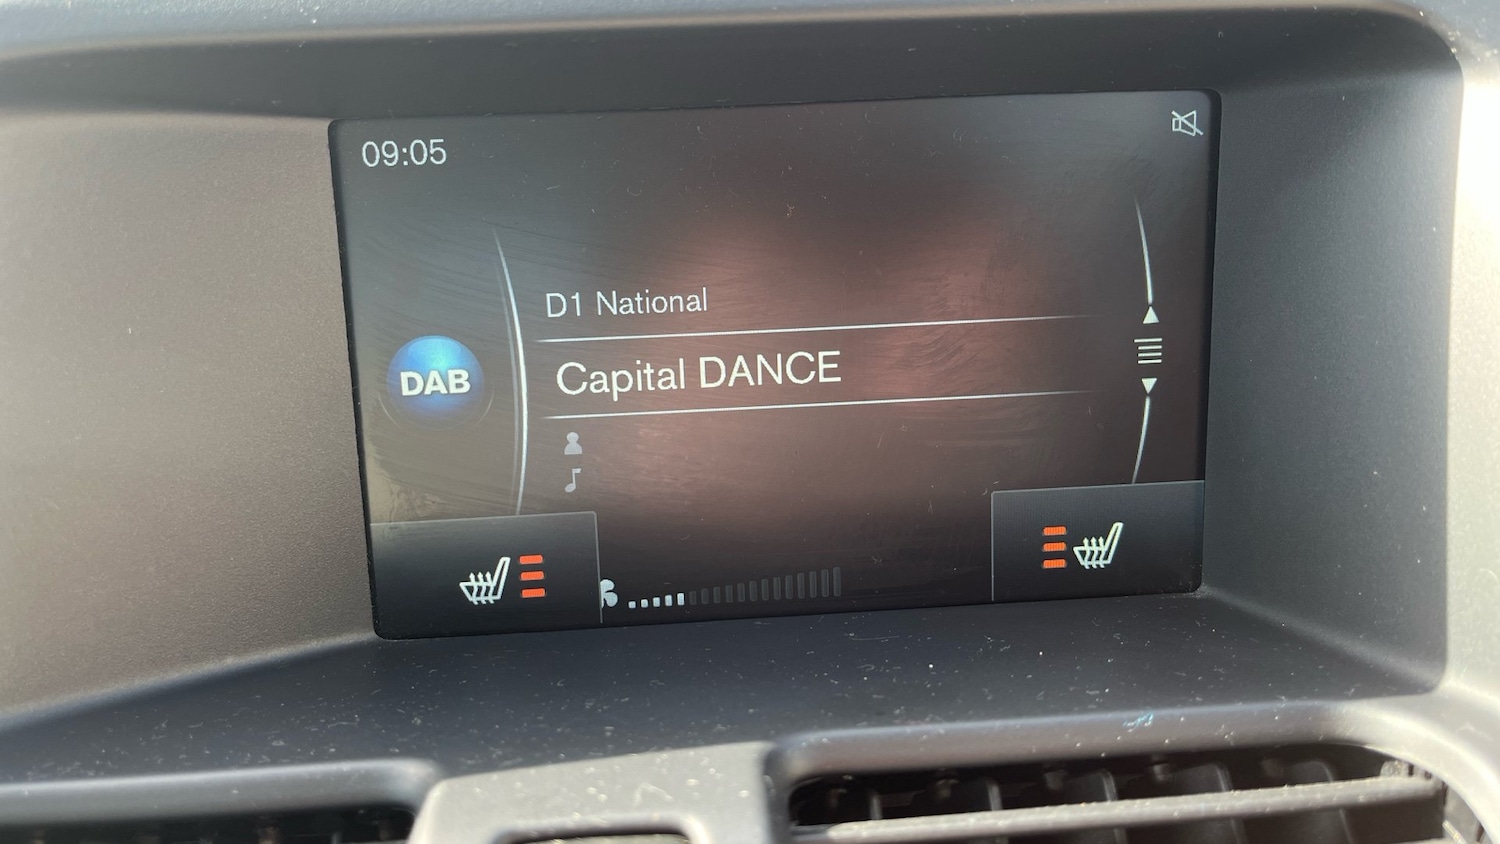 09:05
D1 National
DAB
Capital DANCE